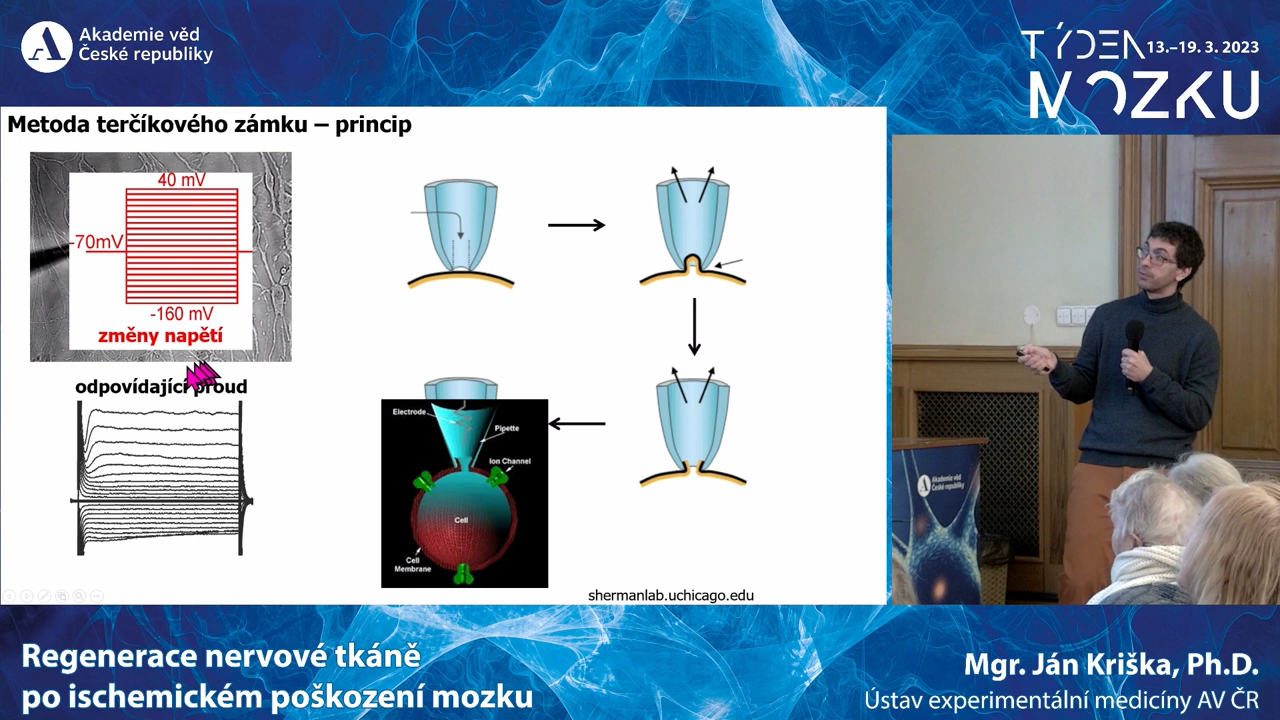 Akademie věd
České republiky
TÝDEN 13.–19. 3. 2023
MOZKU
Metoda terčíkového zámku – princip
40 mV
-70mV
-160 mV
změny napětí
odpovídající proud
Electrode
Pipette
Ion Channel
Cell
Cell
Membrane
shermanlab.uchicago.edu
Akademie věd
České republiky
Regenerace nervové tkáně
po ischemickém poškození mozku
Mgr. Ján Kriška, Ph.D.
Ústav experimentální medicíny AV ČR